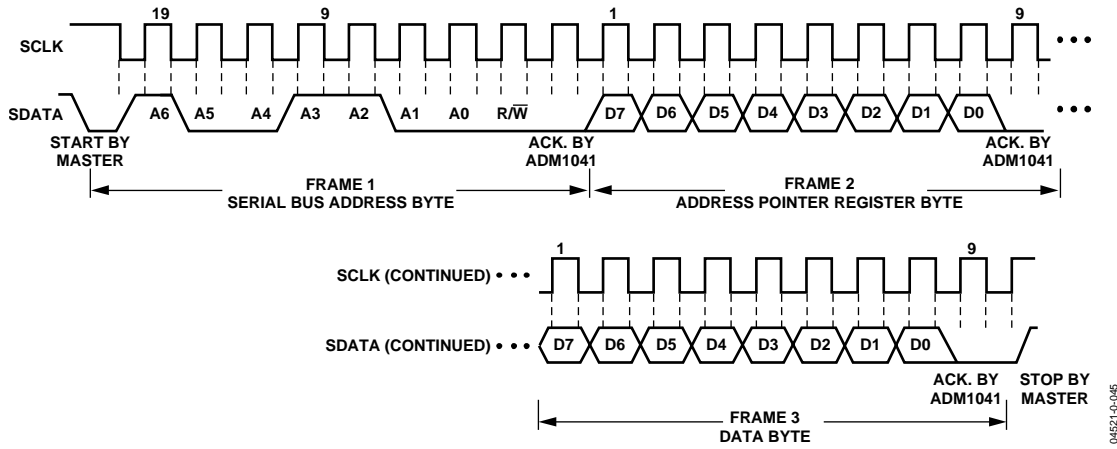 19 9 1 9
SCLK
SDATA A6 A5 A4 A3 A2 A1 A0 R/W̅ D7 D6 D5 D4 D3 D2 D1 D0
START BY MASTER
ACK. BY ADM1041
ACK. BY ADM1041
FRAME 1
SERIAL BUS ADDRESS BYTE
FRAME 2
ADDRESS POINTER REGISTER BYTE
1 9
SCLK (CONTINUED)
SDATA (CONTINUED) D7 D6 D5 D4 D3 D2 D1 D0
ACK. BY ADM1041
STOP BY MASTER
FRAME 3
DATA BYTE
04521-0-045